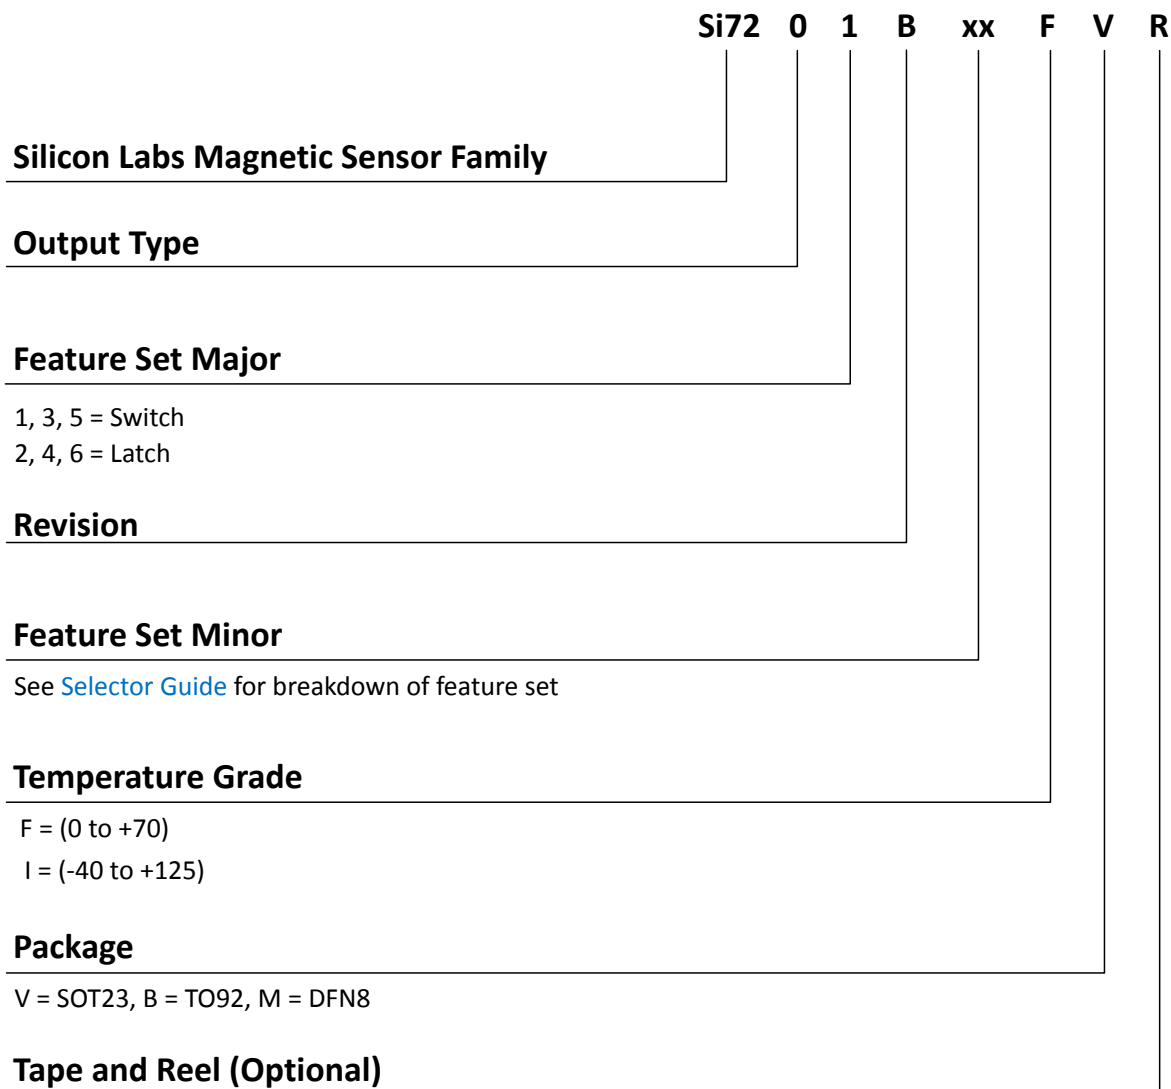 Si72 0 1 B xx F V R
Silicon Labs Magnetic Sensor Family
Output Type
Feature Set Major
1, 3, 5 = Switch
2, 4, 6 = Latch
Revision
Feature Set Minor
See Selector Guide for breakdown of feature set
Temperature Grade
F = (0 to +70)
I = (-40 to +125)
Package
V = SOT23, B = TO92, M = DFN8
Tape and Reel (Optional)